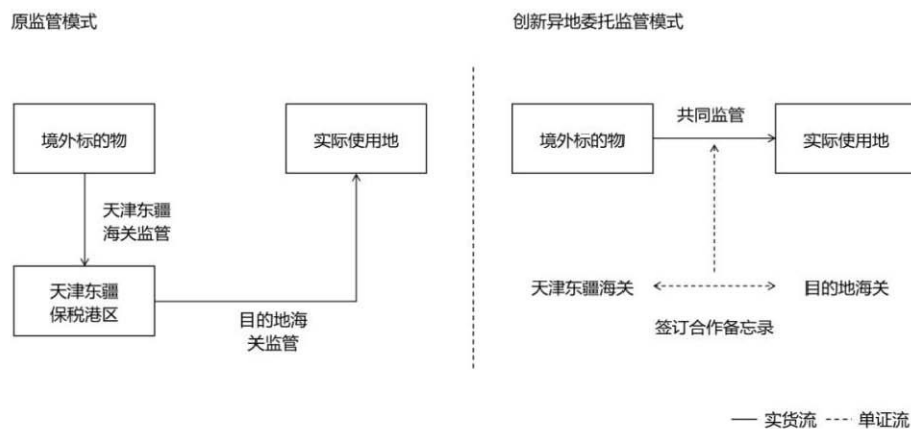 原监管模式
创新异地委托监管模式
境外标的物
实际使用地
天津东疆
海关监管
天津东疆
保税港区
目的地海
关监管
境外标的物
共同监管
实际使用地
天津东疆海关
目的地海关
签订合作备忘录
实货流
单证流